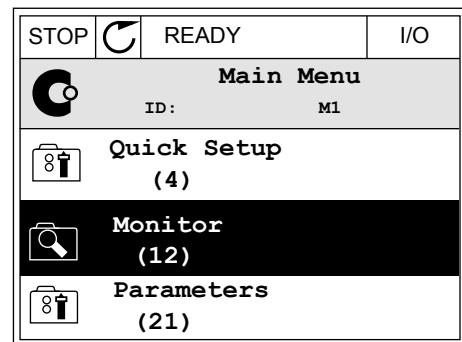 STOP READY I/O
Main Menu
ID: M1
Quick Setup
(4)
Monitor
(12)
Parameters
(21)